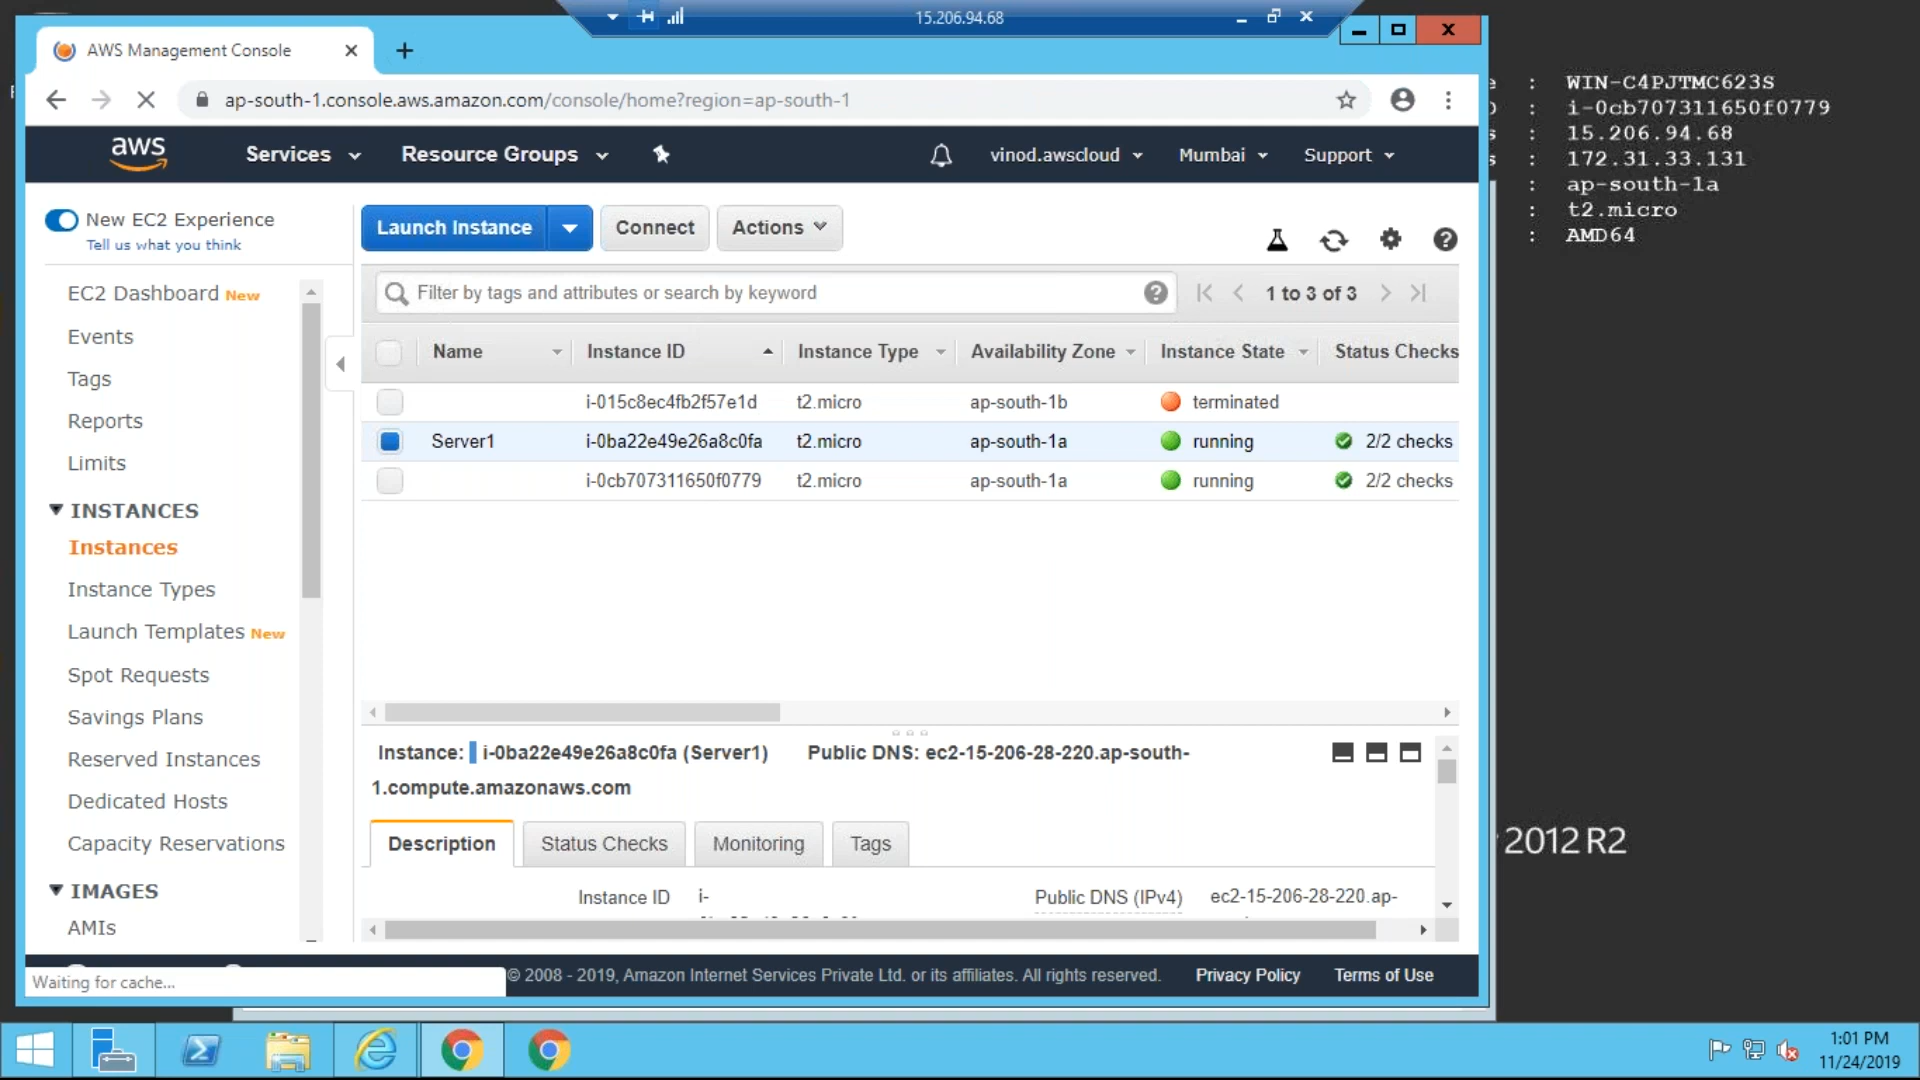 15.206.94.68
AWS Management Console
ap-south-1.console.aws.amazon.com/console/home?region=ap-south-1
aws Services Resource Groups vinod.awscloud Mumbai Support
New EC2 Experience
Tell us what you think
EC2 Dashboard New
Events
Tags
Reports
Limits
INSTANCES
Instances
Instance Types
Launch Templates New
Spot Requests
Savings Plans
Reserved Instances
Dedicated Hosts
Capacity Reservations
IMAGES
AMIs
Launch Instance Connect Actions
Filter by tags and attributes or search by keyword 1 to 3 of 3
Name Instance ID Instance Type Availability Zone Instance State Status Checks
i-015c8ec4fb2f57e1d t2.micro ap-south-1b terminated
Server1 i-0ba22e49e26a8c0fa t2.micro ap-south-1a running 2/2 checks
i-0cb707311650f0779 t2.micro ap-south-1a running 2/2 checks
Instance: i-0ba22e49e26a8c0fa (Server1) Public DNS: ec2-15-206-28-220.ap-south-
1.compute.amazonaws.com
Description Status Checks Monitoring Tags
Instance ID i- Public DNS (IPv4) ec2-15-206-28-220.ap-
Waiting for cache...
© 2008 - 2019, Amazon Internet Services Private Ltd. or its affiliates. All rights reserved. Privacy Policy Terms of Use
: WIN-C4PJTMC623S
: i-0cb707311650f0779
: 15.206.94.68
: 172.31.33.131
: ap-south-1a
: t2.micro
: AMD64
2012 R2
1:01 PM
11/24/2019